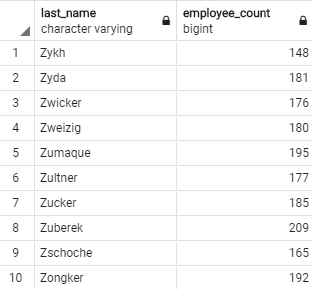 last_name employee_count
character varying bigint
1 Zykh 148
2 Zyda 181
3 Zwicker 176
4 Zweizig 180
5 Zumaque 195
6 Zultner 177
7 Zucker 185
8 Zuberek 209
9 Zschoche 165
10 Zongker 192